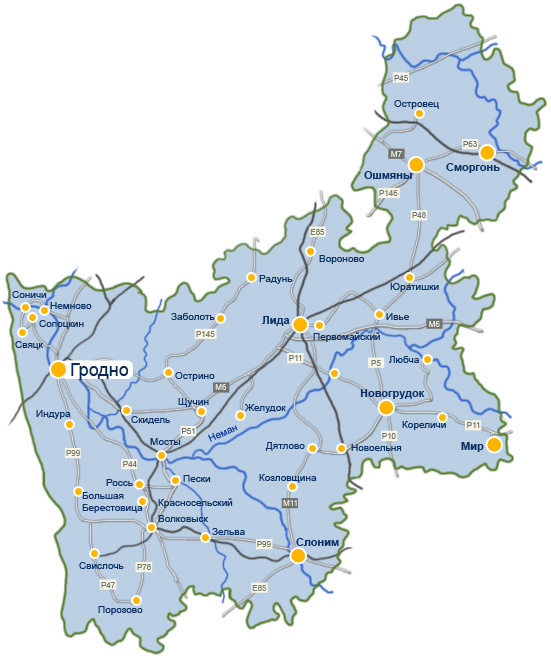 P45
Островец
P63
M7
Сморгонь
Ошмяны
P146
P48
E85
Вороново
Радунь
Юратишки
Соничи
Немново
Сопоцкин
Свяцк
Заболоть
P145
Лида
Первомайский
Ивье
M6
P11
P5
Любча
Гродно
Острино
M6
Щучин
Желудок
Новогрудок
Индура
Скидель
P51
Неман
Кореличи
P11
P10
Мир
Мосты
Дятлово
Новоельня
P99
P44
Россь
Пески
Козловщина
Большая
Берестовица
Красносельский
M11
Волковыск
Зельва
P99
Слоним
Свислочь
P78
P47
E85
Порозово